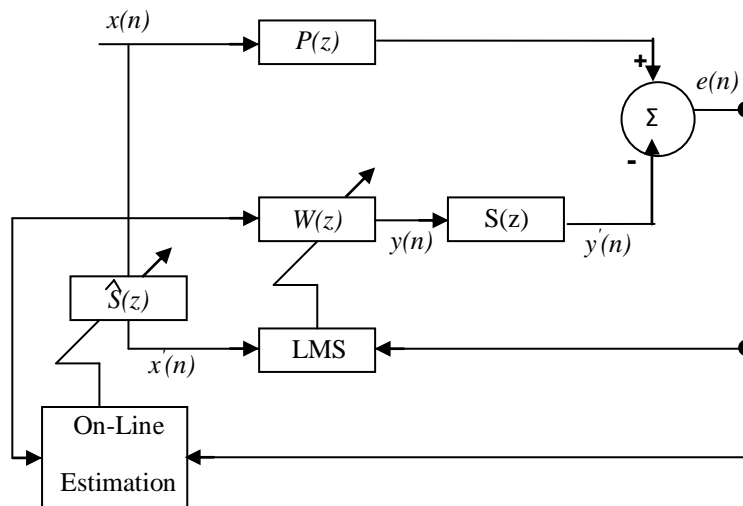 x(n)
P(z)
+
e(n)
Σ
-
W(z)
y(n)
S(z)
y'(n)
Ŝ(z)
x'(n)
LMS
On-Line
Estimation